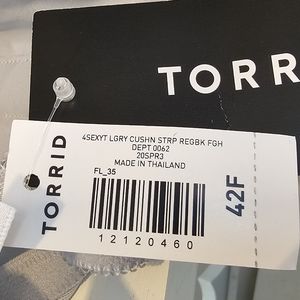 TORR
TORRID
4SEXYT LGRY CUSHN STRP REGBK FGH
DEPT 0062
20SPR3
MADE IN THAILAND
FL_35
12120460
42F